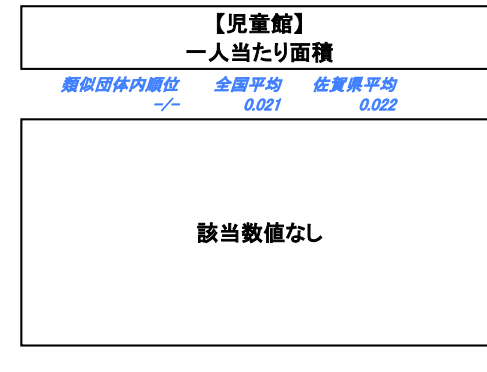 【児童館】
一人当たり面積
類似団体内順位 全国平均 佐賀県平均
-/- 0.021 0.022
該当数値なし